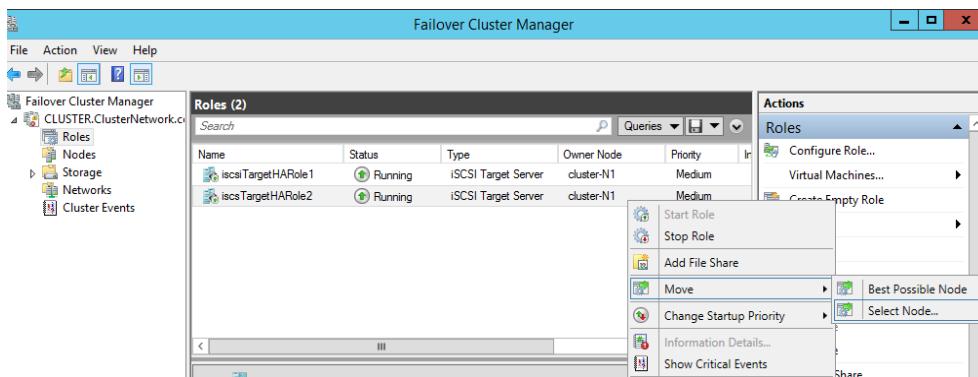 Failover Cluster Manager
File Action View Help
Failover Cluster Manager
CLUSTER.ClusterNetwork.c
Roles
Nodes
Storage
Networks
Cluster Events
Roles (2)
Search
Queries
Name Status Type Owner Node Priority In
iscsiTargetHARole1 Running iSCSI Target Server cluster-N1 Medium
iscsTargetHARole2 Running iSCSI Target Server cluster-N1 Medium
Start Role
Stop Role
Add File Share
Move
Change Startup Priority
Information Details...
Show Critical Events
Best Possible Node
Select Node...
Actions
Roles
Configure Role...
Virtual Machines...
Create Empty Role
Share